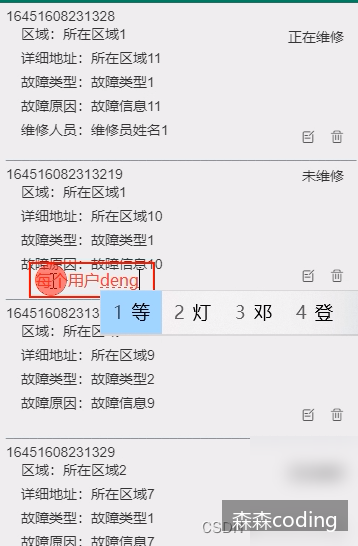 16451608231328
区域：所在区域1
正在维修
详细地址：所在区域11
故障类型：故障类型1
故障原因：故障信息11
维修人员：维修员姓名1
164516082313219
未维修
区域：所在区域1
详细地址：所在区域10
故障类型：故障类型1
故障原因：故障信息10
每个用户deng
1 等 2 灯 3 邓 4 登
区域：所在区域
详细地址：所在区域9
故障类型：故障类型2
故障原因：故障信息9
16451608231329
区域：所在区域2
详细地址：所在区域7
故障类型：故障类型1
故障原因：故障信息7
森森coding